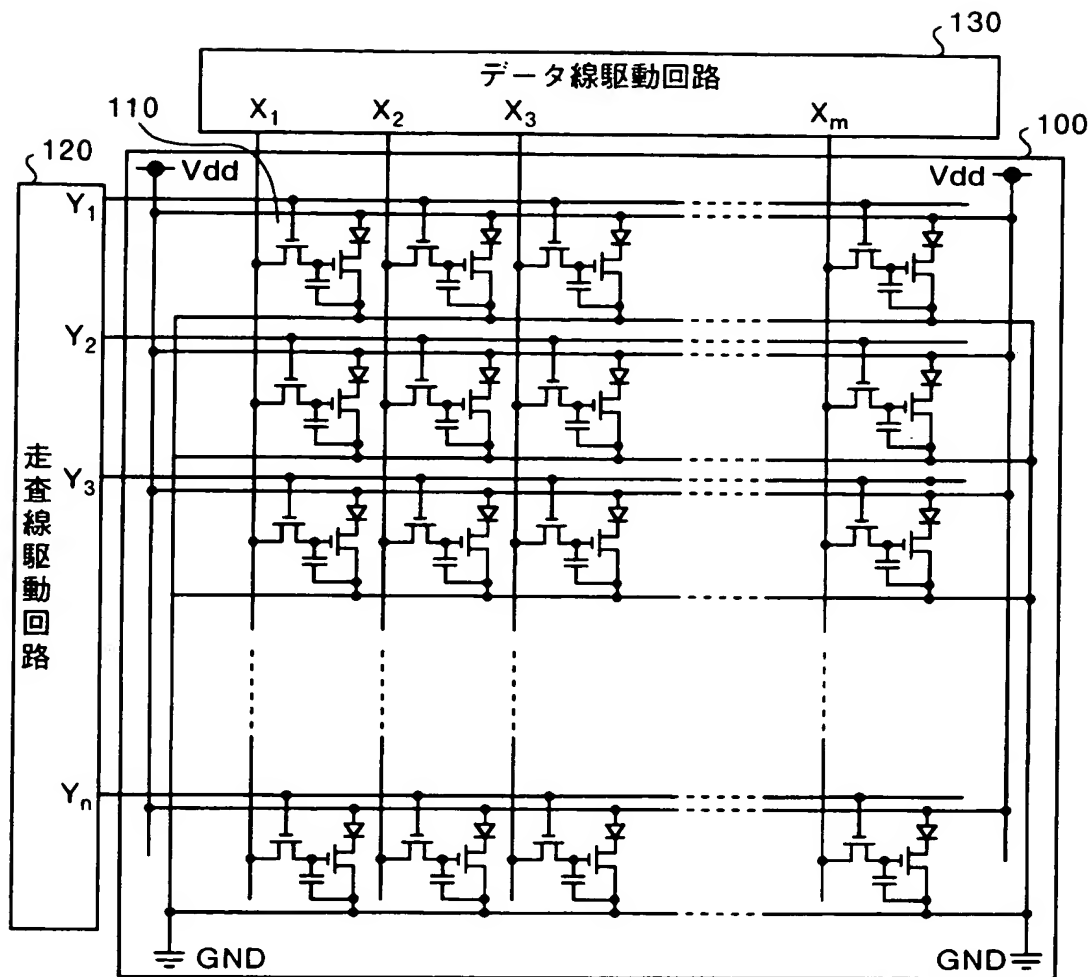 130
データ線駆動回路
X1 X2 X3 Xm
110
100
120
Vdd Vdd
Y1
Y2
Y3
Yn
走査線駆動回路
GND GND